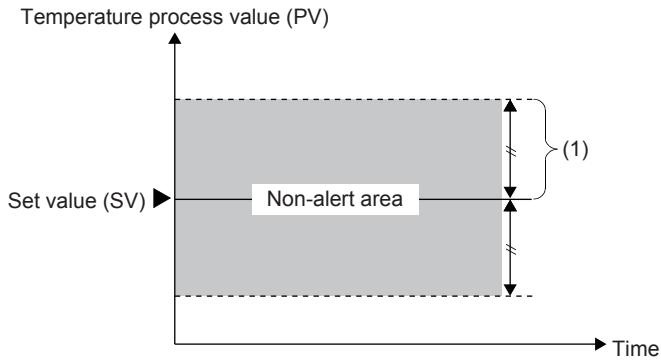 Temperature process value (PV)
(1)
Set value (SV)
Non-alert area
Time